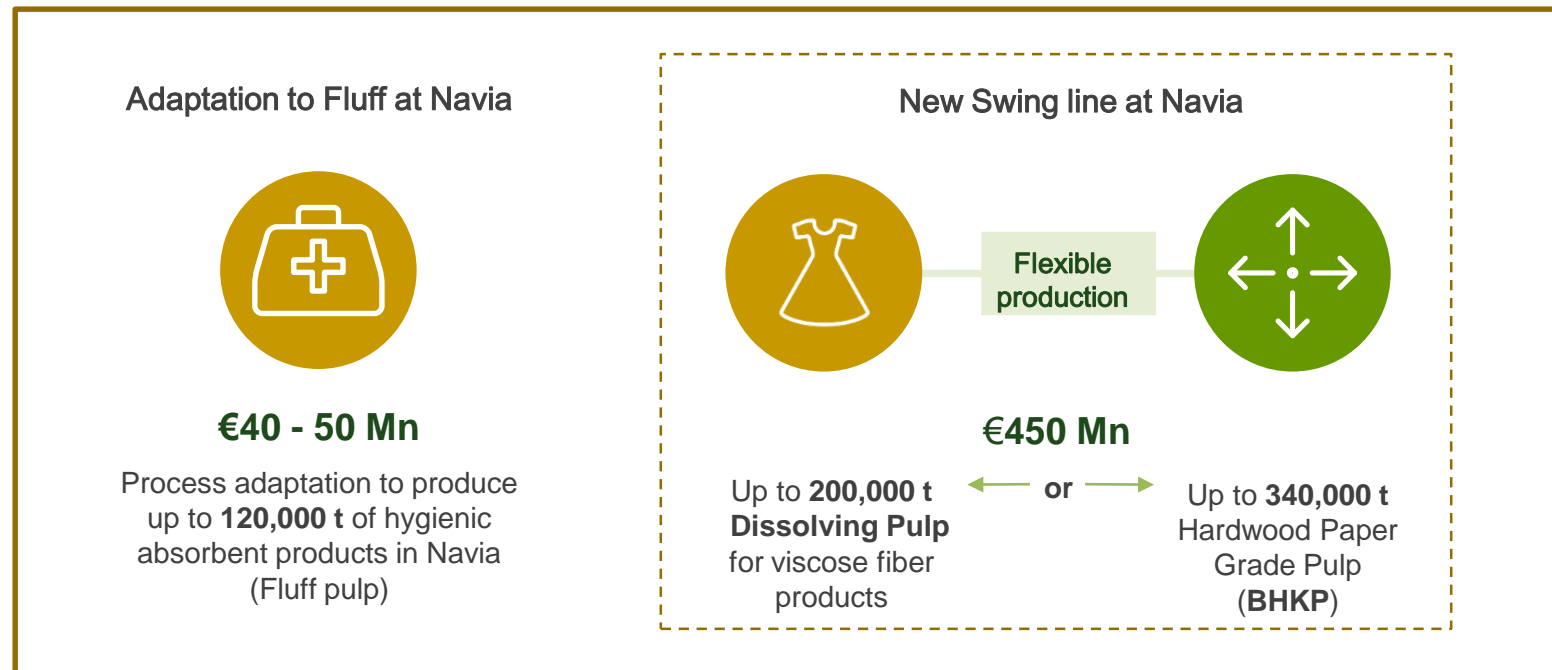 Adaptation to Fluff at Navia
€40 - 50 Mn
Process adaptation to produce
up to 120,000 t of hygienic
absorbent products in Navia
(Fluff pulp)
New Swing line at Navia
Flexible
production
€450 Mn
Up to 200,000 t
Dissolving Pulp
for viscose fiber
products
or
Up to 340,000 t
Hardwood Paper
Grade Pulp
(BHKP)